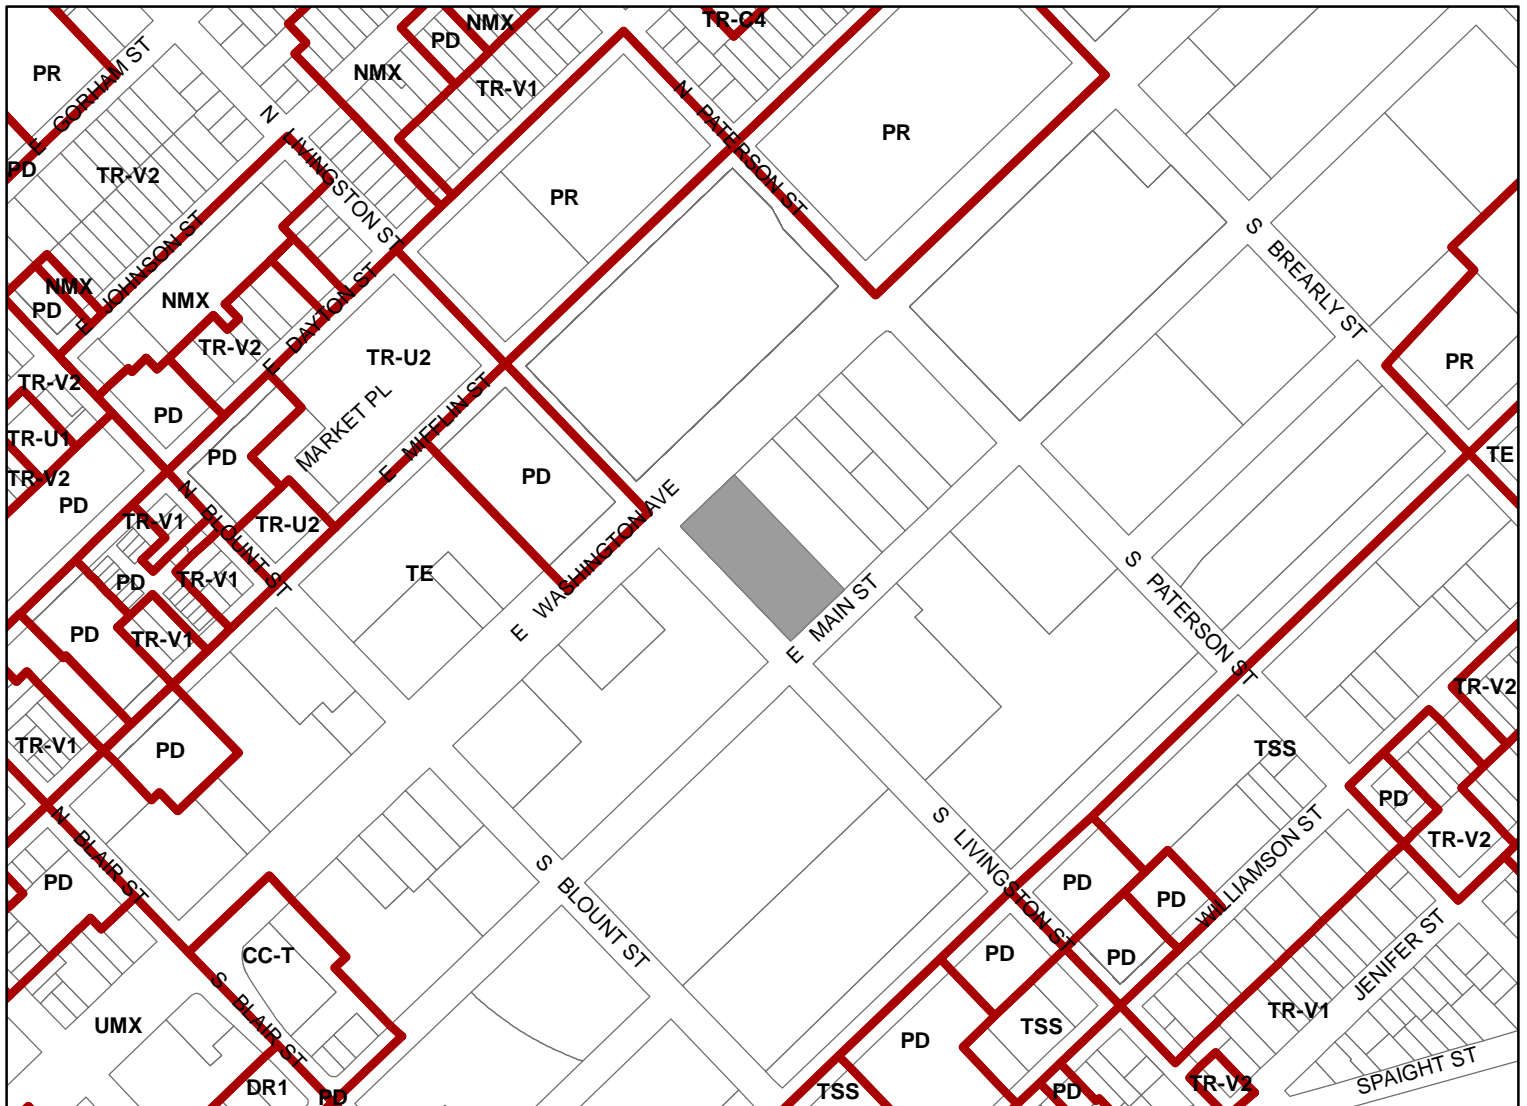 NMX
TR-C4
PD
PR
NMX
TR-V1
E GORHAM ST
N LIVINGSTON ST
N PATERSON ST
PR
PD
TR-V2
PR
S BREARLY ST
E JOHNSON ST
NMX
PD
NMX
E DAYTON ST
TR-V2
TR-U2
PR
TR-V2
PD
MARKET PL
E MIFFLIN ST
TR-U1
PD
PD
TE
TR-V2
PD
N BLOUNT ST
TR-V1
TR-U2
E WASHINGTON AVE
PD
TR-V1
TE
S PATERSON ST
E MAIN ST
PD
TR-V1
TR-V2
TR-V1
PD
TSS
PD
N BLAIR ST
S LIVINGSTON ST
WILLIAMSON ST
TR-V2
PD
S BLOUNT ST
PD
PD
CC-T
PD
PD
JENIFER ST
S BLAIR ST
UMX
TR-V1
TSS
PD
SPAIGHT ST
DR1
PD
TSS
PD
TR-V2